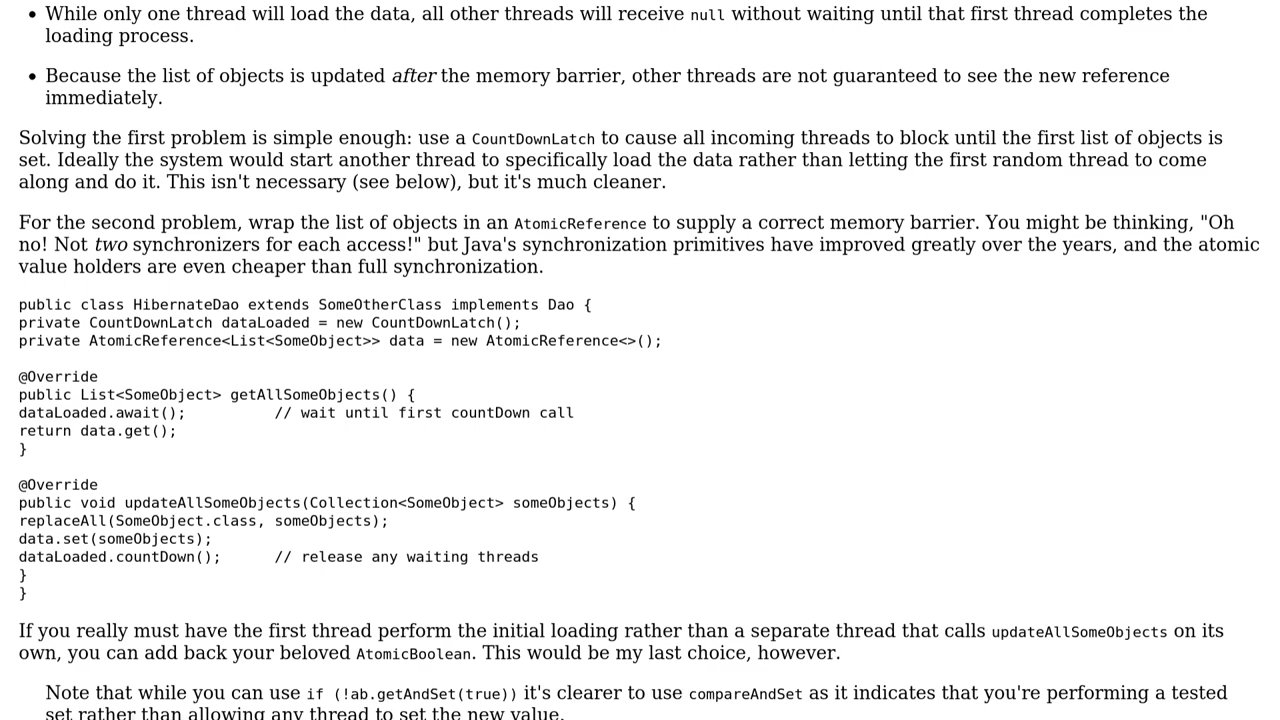 • While only one thread will load the data, all other threads will receive null without waiting until that first thread completes the
loading process.
• Because the list of objects is updated after the memory barrier, other threads are not guaranteed to see the new reference
immediately.
Solving the first problem is simple enough: use a CountDownLatch to cause all incoming threads to block until the first list of objects is
set. Ideally the system would start another thread to specifically load the data rather than letting the first random thread to come
along and do it. This isn't necessary (see below), but it's much cleaner.
For the second problem, wrap the list of objects in an AtomicReference to supply a correct memory barrier. You might be thinking, "Oh
no! Not two synchronizers for each access!" but Java's synchronization primitives have improved greatly over the years, and the atomic
value holders are even cheaper than full synchronization.
public class HibernateDao extends SomeOtherClass implements Dao {
private CountDownLatch dataLoaded = new CountDownLatch();
private AtomicReference<List<SomeObject>> data = new AtomicReference<>();
@Override
public List<SomeObject> getAllSomeObjects() {
dataLoaded.await();          // wait until first countDown call
return data.get();
}
@Override
public void updateAllSomeObjects(Collection<SomeObject> someObjects) {
replaceAll(SomeObject.class, someObjects);
data.set(someObjects);
dataLoaded.countDown();      // release any waiting threads
}
}
If you really must have the first thread perform the initial loading rather than a separate thread that calls updateAllSomeObjects on its
own, you can add back your beloved AtomicBoolean. This would be my last choice, however.
Note that while you can use if (!ab.getAndSet(true)) it's clearer to use compareAndSet as it indicates that you're performing a tested
set rather than allowing any thread to set the new value.